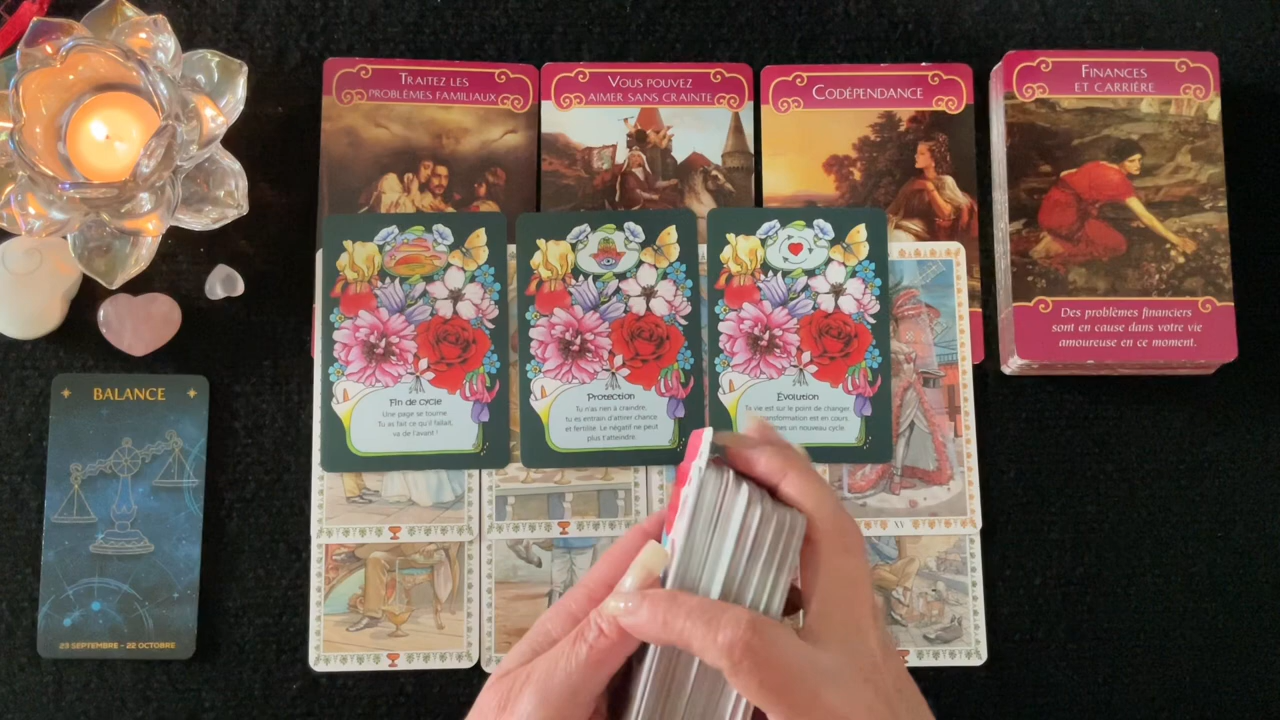 TRAITEZ LES
PROBLÈMES FAMILIAUX
VOUS POUVEZ
AIMER SANS CRAINTE
CODÉPENDANCE
FINANCES
ET CARRIÈRE
Des problèmes financiers
sont en cause dans votre vie
amoureuse en ce moment.
Fin de cycle
Une page se tourne
Tu as fait ce qu'il fallait,
va de l'avant !
Protection
Tu n'as rien à craindre,
tu es entrain d'attirer chance
et fertilité. Le négatif ne peut
plus t'atteindre.
Évolution
Ta vie est sur le point de changer,
transformation est en cours
un nouveau cycle.
BALANCE
23 SEPTEMBRE - 22 OCTOBRE
XV